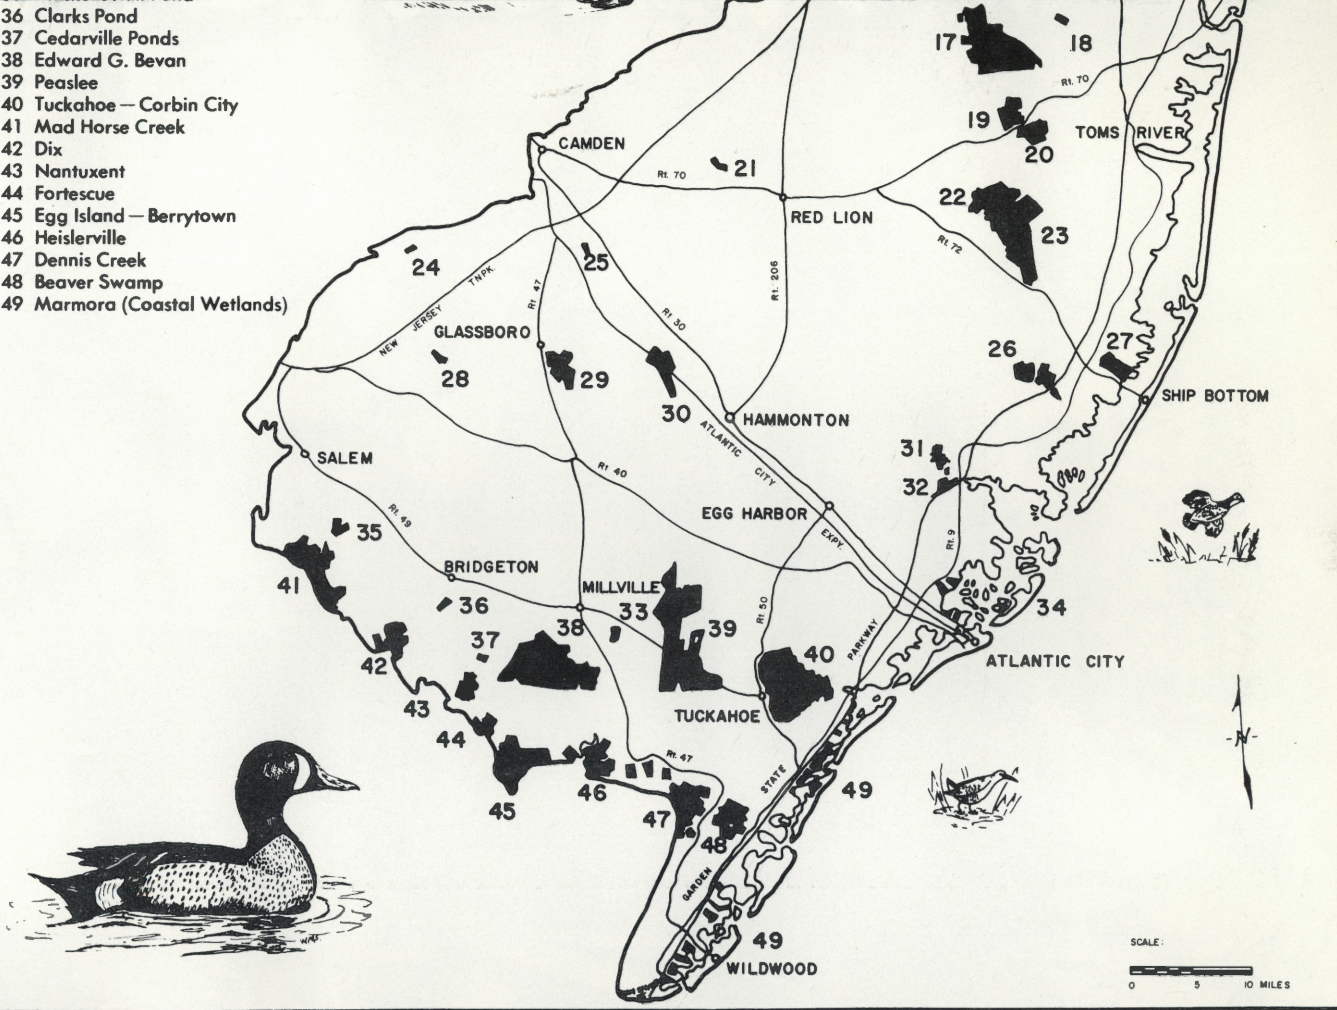 36 Clarks Pond
37 Cedarville Ponds
38 Edward G. Bevan
39 Peaslee
40 Tuckahoe — Corbin City
41 Mad Horse Creek
42 Dix
43 Nantuxent
44 Fortescue
45 Egg Island — Berrytown
46 Heislerville
47 Dennis Creek
48 Beaver Swamp
49 Marmora (Coastal Wetlands)
17
18
Rt. 70
19
20
TOMS RIVER
CAMDEN
21
Rt. 70
RED LION
22
23
Rt. 72
24
25
NEW JERSEY TNPK.
Rt 47
Rt. 206
Rt 30
GLASSBORO
28
29
30
26
27
SHIP BOTTOM
HAMMONTON
ATLANTIC CITY EXPY.
SALEM
Rt 40
31
32
EGG HARBOR
Rt. 49
35
Rt. 9
41
BRIDGETON
36
MILLVILLE
33
34
Rt 50
37
38
39
40
PARKWAY
42
ATLANTIC CITY
43
TUCKAHOE
44
Rt. 47
STATE
-N-
45
46
47
48
49
GARDEN
49
WILDWOOD
SCALE:
0 5 10 MILES